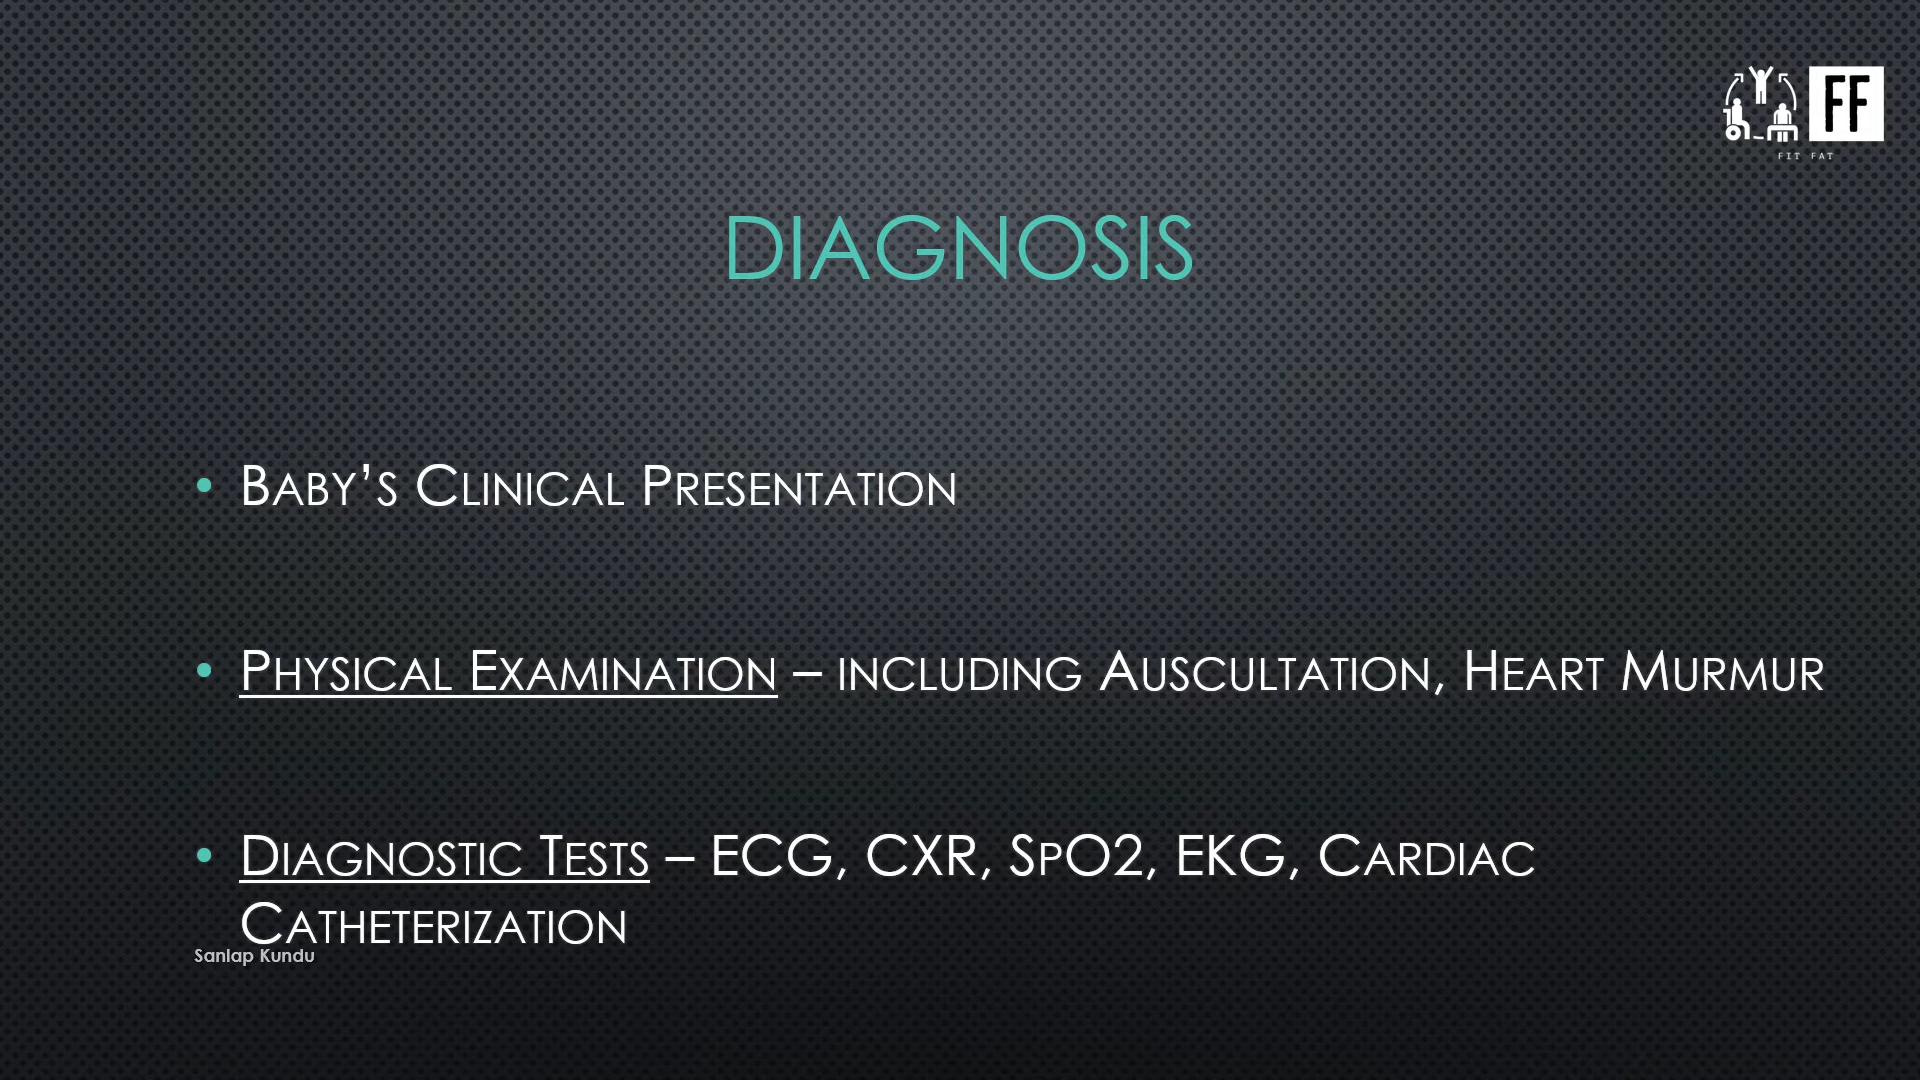 FF
FIT FAT
DIAGNOSIS
• Baby’s Clinical Presentation
• Physical Examination – including Auscultation, Heart Murmur
• Diagnostic Tests – ECG, CXR, SpO2, EKG, Cardiac
Catheterization
Sanlap Kundu